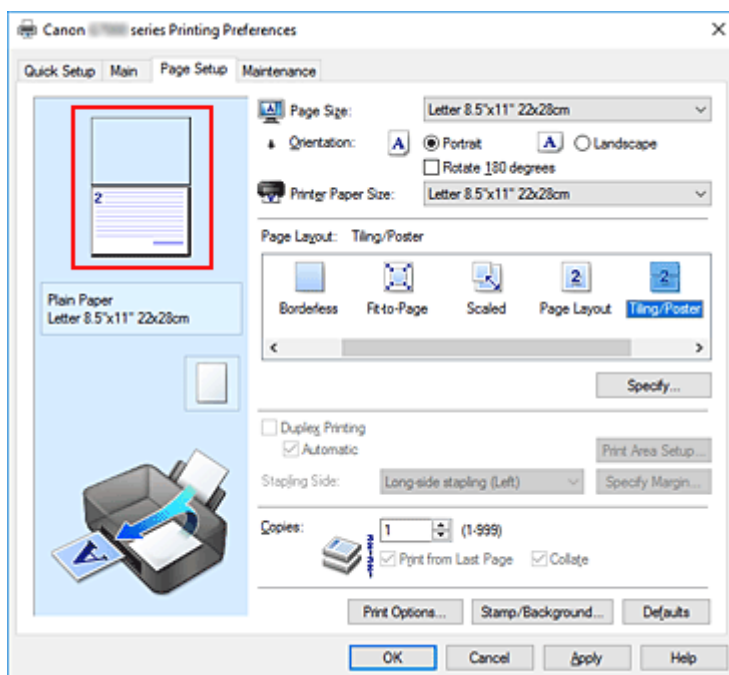 Canon series Printing Preferences
Quick Setup Main Page Setup Maintenance
2
Plain Paper
Letter 8.5"x11" 22x28cm
A
Page Size: Letter 8.5"x11" 22x28cm
Orientation: A Portrait A Landscape
Rotate 180 degrees
Printer Paper Size: Letter 8.5"x11" 22x28cm
Page Layout: Tiling/Poster
2 2
Borderless Fit-to-Page Scaled Page Layout Tiling/Poster
Specify...
Duplex Printing
Automatic Print Area Setup...
Stapling Side: Long-side stapling (Left) Specify Margin...
Copies: 1 (1-999)
Print from Last Page Collate
Print Options... Stamp/Background... Defaults
OK Cancel Apply Help